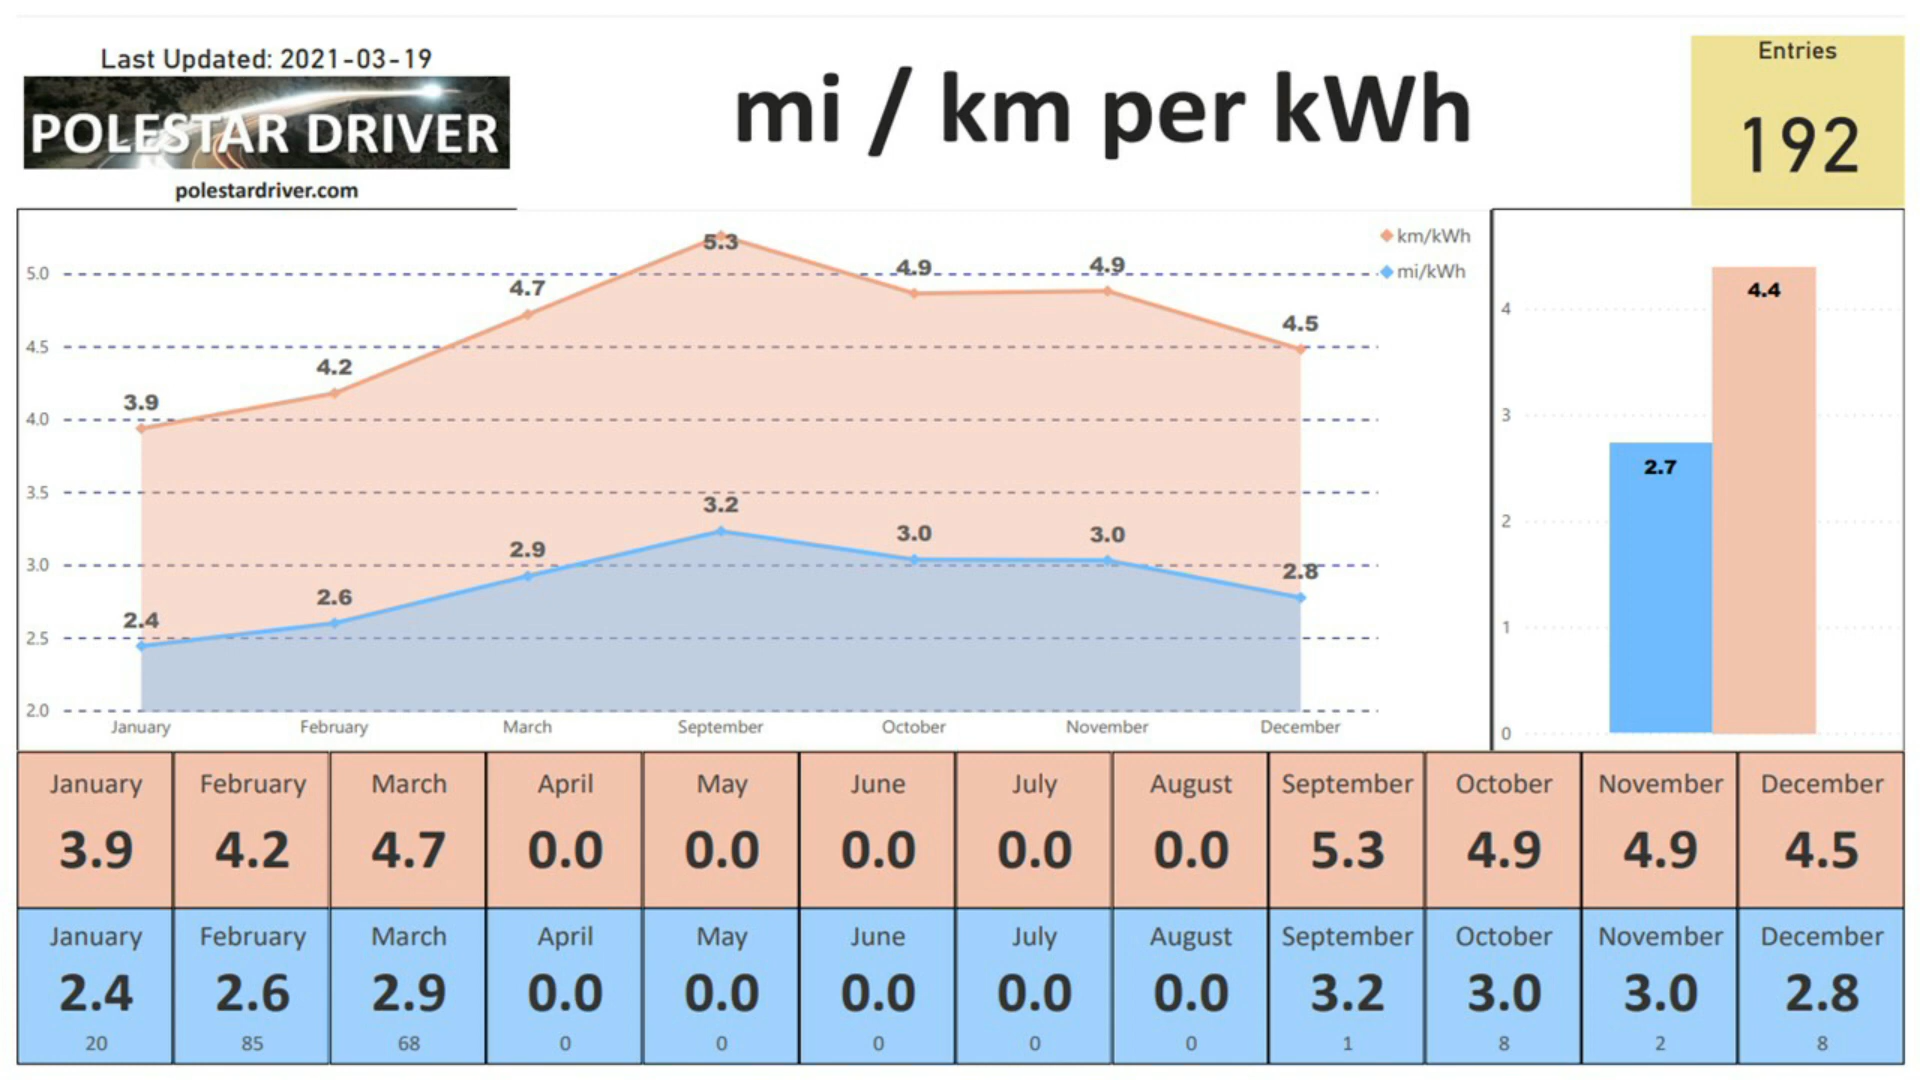 Last Updated: 2021-03-19
POLESTAR DRIVER
polestardriver.com
mi / km per kWh
Entries
192
km/kWh
mi/kWh
5.0
4.5
4.0
3.5
3.0
2.5
2.0
3.9
4.2
4.7
5.3
4.9
4.9
4.5
2.4
2.6
2.9
3.2
3.0
3.0
2.8
January February March September October November December
4
3
2
1
0
2.7
4.4
January February March April May June July August September October November December
3.9 4.2 4.7 0.0 0.0 0.0 0.0 0.0 5.3 4.9 4.9 4.5
January February March April May June July August September October November December
2.4 2.6 2.9 0.0 0.0 0.0 0.0 0.0 3.2 3.0 3.0 2.8
20 85 68 0 0 0 0 0 1 8 2 8